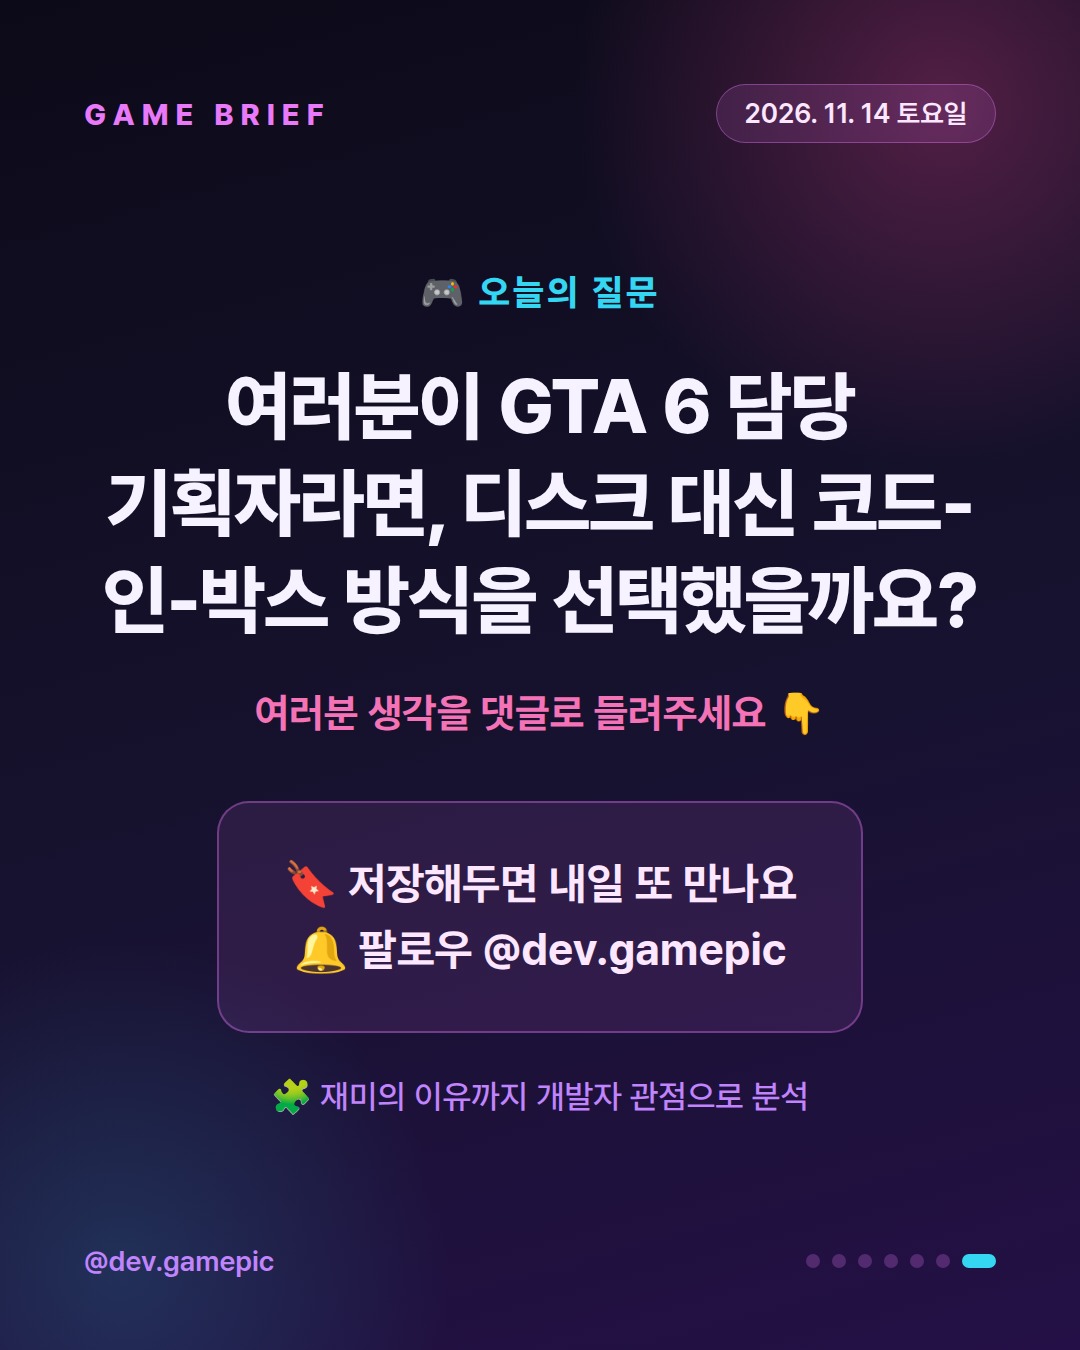 GAME BRIEF
2026. 11. 14 토요일
🎮 오늘의 질문
여러분이 GTA 6 담당
기획자라면, 디스크 대신 코드-
인-박스 방식을 선택했을까요?
여러분 생각을 댓글로 들려주세요 👇
🔖 저장해두면 내일 또 만나요
🔔 팔로우 @dev.gamepic
🧩 재미의 이유까지 개발자 관점으로 분석
@dev.gamepic